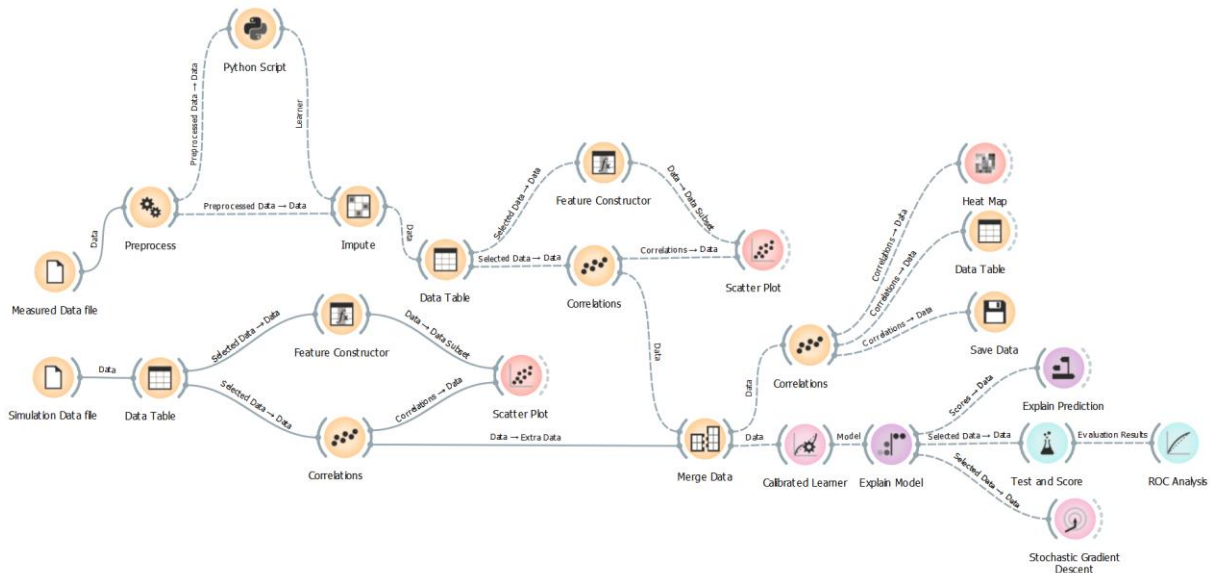 Python Script
Preprocessed Data → Data
Learner
Preprocessed Data → Data
Preprocess
Impute
Data
Measured Data file
Data
Data Table
Selected Data → Data
Feature Constructor
Data → Data Subset
Selected Data → Data
Correlations
Correlations → Data
Scatter Plot
Heat Map
Correlations → Data
Data Table
Correlations → Data
Save Data
Correlations → Data
Correlations
Data
Data
Simulation Data file
Data
Data Table
Selected Data → Data
Feature Constructor
Data → Data Subset
Selected Data → Data
Correlations
Correlations → Data
Scatter Plot
Data → Extra Data
Merge Data
Data
Calibrated Learner
Model
Explain Model
Scores → Data
Explain Prediction
Selected Data → Data
Test and Score
Evaluation Results
ROC Analysis
Selected Data → Data
Stochastic Gradient
Descent